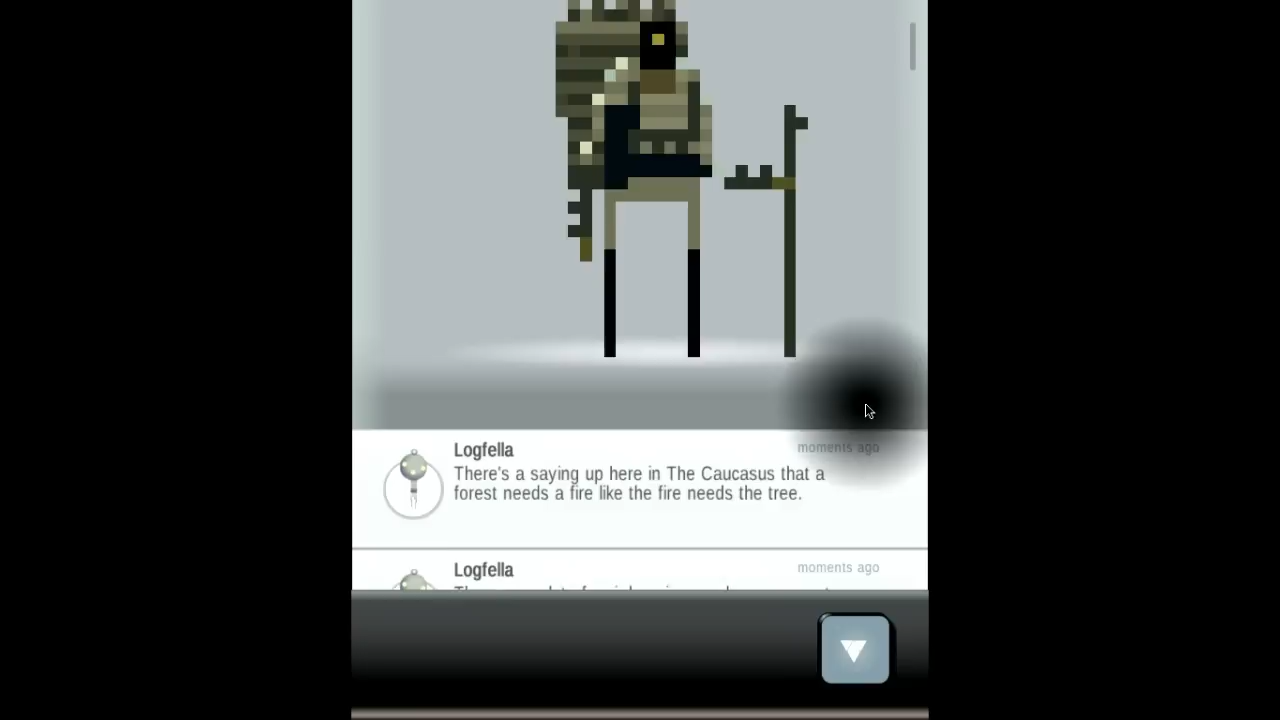 Logfella
moments ago
There's a saying up here in The Caucasus that a
forest needs a fire like the fire needs the tree.
Logfella
moments ago